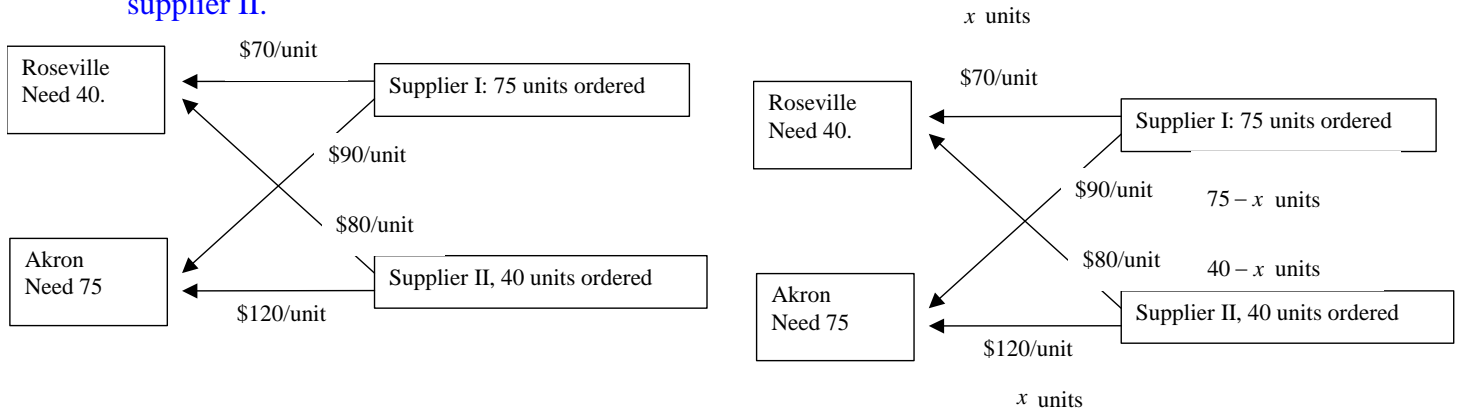 supplier II.
$70/unit
Roseville
Need 40.
Supplier I: 75 units ordered
$90/unit
$80/unit
Akron
Need 75
Supplier II, 40 units ordered
$120/unit
x units
$70/unit
Roseville
Need 40.
Supplier I: 75 units ordered
$90/unit
75 – x units
$80/unit
40 – x units
Akron
Need 75
Supplier II, 40 units ordered
$120/unit
x units